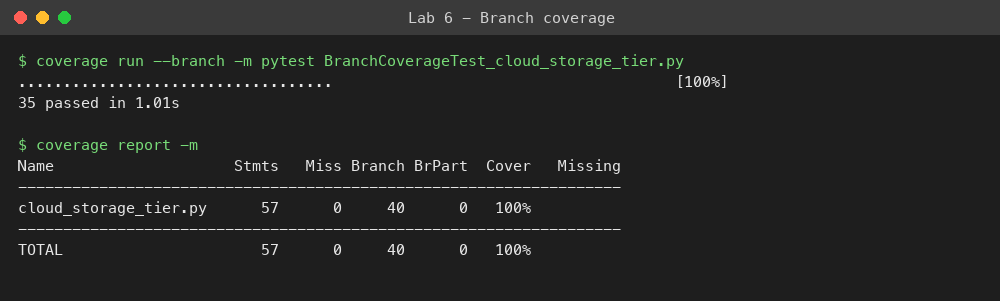 Lab 6 – Branch coverage
$ coverage run --branch -m pytest BranchCoverageTest_cloud_storage_tier.py
................................... [100%]
35 passed in 1.01s
$ coverage report -m
Name Stmts Miss Branch BrPart Cover Missing
-------------------------------------------------------------------
cloud_storage_tier.py 57 0 40 0 100%
-------------------------------------------------------------------
TOTAL 57 0 40 0 100%